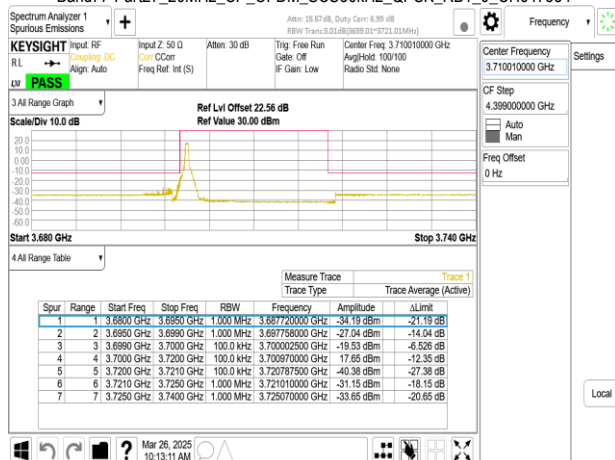 Spectrum Analyzer 1
Spurious Emissions
Attn: 15.57dB, Duty Corr: 6.99 dB
RBW Trans:3.01dB(3699.01~3721.01MHz)
Frequency
KEYSIGHT Input: RF
R L
Coupling: DC
Align: Auto
Input Z: 50 Ω
Corr CCorr
Freq Ref: Int (S)
Atten: 30 dB
Trig: Free Run
Gate: Off
IF Gain: Low
Center Freq: 3.710010000 GHz
Avg|Hold: 100/100
Radio Std: None
PASS
Center Frequency
3.710010000 GHz
Settings
CF Step
4.399000000 GHz
Auto
Man
Freq Offset
0 Hz
3 All Range Graph
Scale/Div 10.0 dB
Ref Lvl Offset 22.56 dB
Ref Value 30.00 dBm
20.0
10.0
0.00
-10.0
-20.0
-30.0
-40.0
-50.0
-60.0
Start 3.680 GHz
Stop 3.740 GHz
4 All Range Table
Measure Trace Trace 1
Trace Type Trace Average (Active)
Spur Range Start Freq Stop Freq RBW Frequency Amplitude ΔLimit
1 1 3.6800 GHz 3.6950 GHz 1.000 MHz 3.687720000 GHz -34.19 dBm -21.19 dB
2 2 3.6950 GHz 3.6990 GHz 1.000 MHz 3.697758000 GHz -27.04 dBm -14.04 dB
3 3 3.6990 GHz 3.7000 GHz 100.0 kHz 3.700002500 GHz -19.53 dBm -6.526 dB
4 4 3.7000 GHz 3.7200 GHz 100.0 kHz 3.700970000 GHz 17.65 dBm -12.35 dB
5 5 3.7200 GHz 3.7210 GHz 100.0 kHz 3.720787500 GHz -40.38 dBm -27.38 dB
6 6 3.7210 GHz 3.7250 GHz 1.000 MHz 3.721010000 GHz -31.15 dBm -18.15 dB
7 7 3.7250 GHz 3.7400 GHz 1.000 MHz 3.725070000 GHz -33.65 dBm -20.65 dB
Local
?
Mar 26, 2025
10:13:11 AM